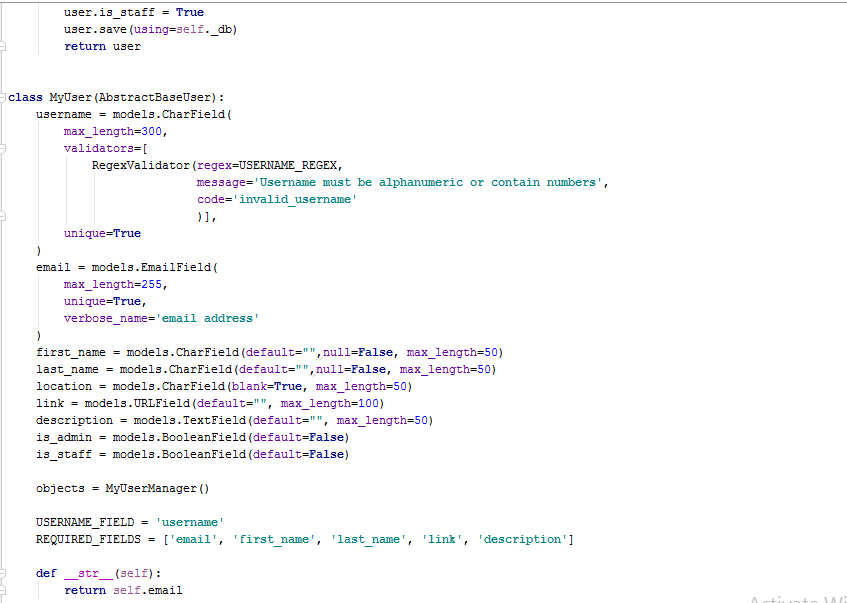 user.is_staff = True
user.save(using=self._db)
return user
class MyUser(AbstractBaseUser):
username = models.CharField(
max_length=300,
validators=[
RegexValidator(regex=USERNAME_REGEX,
message='Username must be alphanumeric or contain numbers',
code='invalid_username'
)],
unique=True
)
email = models.EmailField(
max_length=255,
unique=True,
verbose_name='email address'
)
first_name = models.CharField(default="",null=False, max_length=50)
last_name = models.CharField(default="",null=False, max_length=50)
location = models.CharField(blank=True, max_length=50)
link = models.URLField(default="", max_length=100)
description = models.TextField(default="", max_length=50)
is_admin = models.BooleanField(default=False)
is_staff = models.BooleanField(default=False)
objects = MyUserManager()
USERNAME_FIELD = 'username'
REQUIRED_FIELDS = ['email', 'first_name', 'last_name', 'link', 'description']
def __str__(self):
return self.email